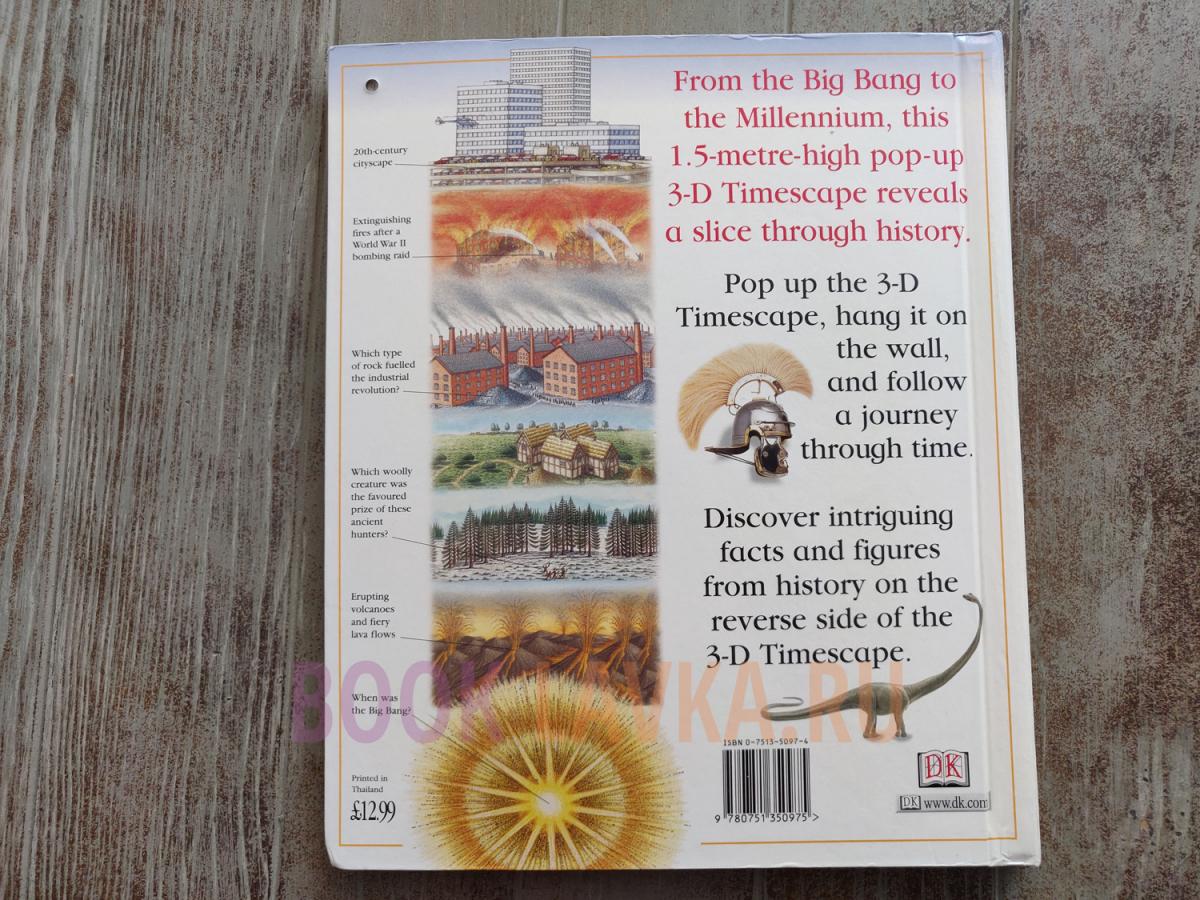 From the Big Bang to
the Millennium, this
1.5-metre-high pop-up
3-D Timescape reveals
a slice through history.
Pop up the 3-D
Timescape, hang it on
the wall,
and follow
a journey
through time.
Discover intriguing
facts and figures
from history on the
reverse side of the
3-D Timescape.
20th-century
cityscape
Extinguishing
fires after a
World War II
bombing raid
Which type
of rock fuelled
the industrial
revolution?
Which woolly
creature was
the favoured
prize of these
ancient
hunters?
Erupting
volcanoes
and fiery
lava flows
When was
the Big Bang?
Printed in
Thailand
£12.99
BOOK-LAVKA.RU
ISBN 0-7513-5097-4
9 780751 350975 >
DK
DK www.dk.com